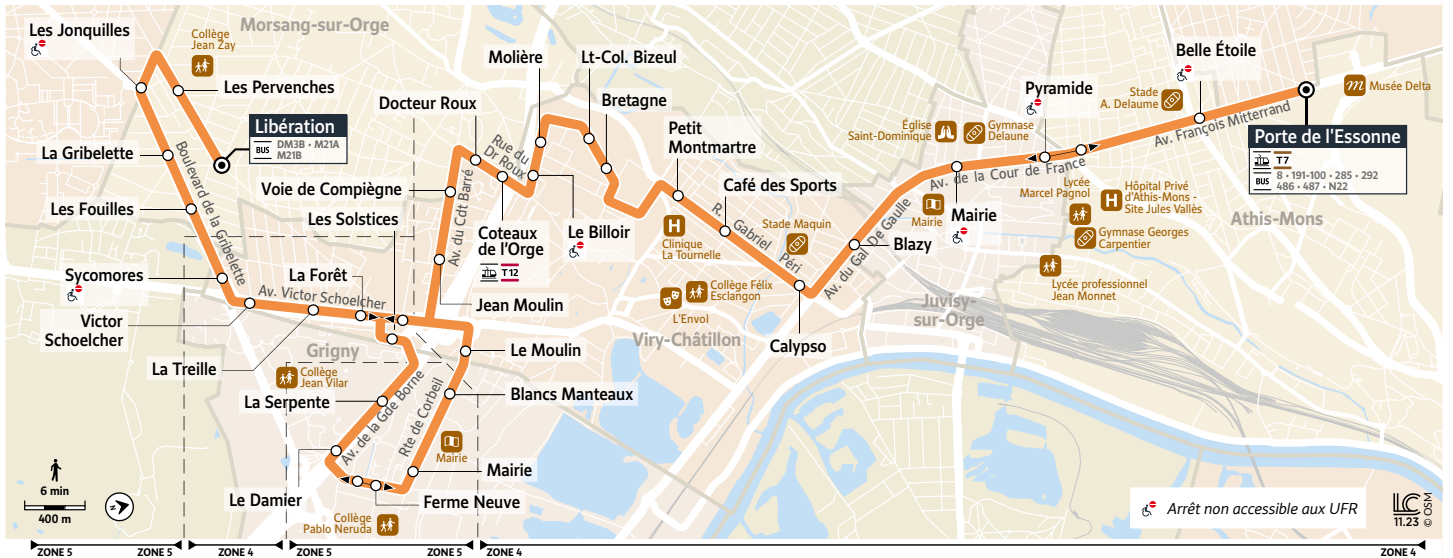 Les Jonquilles
Morsang-sur-Orge
Collège
Jean Zay
Les Pervenches
Libération
BUS
DM3B • M21A
M21B
La Gribelette
Boulevard de la Gribelette
Les Fouilles
Sycomores
Victor
Schoelcher
Av. Victor Schoelcher
La Treille
La Forêt
Les Solstices
Grigny
Collège
Jean Vilar
La Serpente
Av. de la Gde Borne
Le Damier
Ferme Neuve
Collège
Pablo Neruda
Mairie
Mairie
Rte de Corbeil
Blancs Manteaux
Le Moulin
Jean Moulin
Av. du Cdt Barré
Voie de Compiègne
Docteur Roux
Coteaux
de l'Orge
T12
Rue du
Dr Roux
Le Billoir
Molière
Lt-Col. Bizeul
Bretagne
Petit
Montmartre
H
Clinique
La Tournelle
Café des Sports
R. Gabriel Péri
Stade Maquin
Collège Félix
Esclangon
L'Envol
Viry-Châtillon
Calypso
Av. du Gal De Gaulle
Blazy
Juvisy-
sur-Orge
Mairie
Mairie
Av. de la Cour de France
Église
Saint-Dominique
Gymnase
Delaune
Pyramide
Lycée
Marcel Pagnol
H
Hôpital Privé
d'Athis-Mons -
Site Jules Vallès
Gymnase Georges
Carpentier
Lycée professionnel
Jean Monnet
Stade
A. Delaume
Belle Étoile
Av. François Mitterrand
m
Musée Delta
Porte de l'Essonne
T7
BUS
8 • 191-100 • 285 • 292
486 • 487 • N22
Athis-Mons
6 min
400 m
Arrêt non accessible aux UFR
LC
11.23
© OSM
ZONE 5
ZONE 5
ZONE 4
ZONE 5
ZONE 5
ZONE 4
ZONE 4